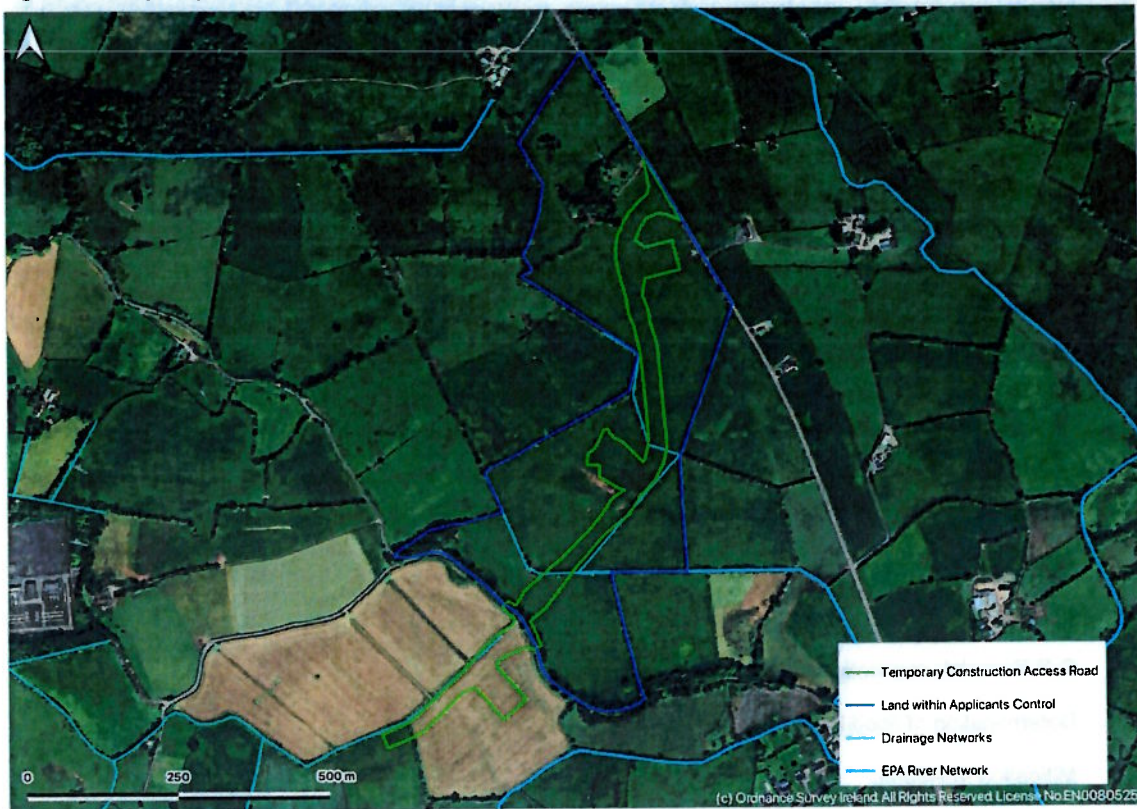 0 250 500 m
Temporary Construction Access Road
Land within Applicants Control
Drainage Networks
EPA River Network
(c) Ordnance Survey Ireland All Rights Reserved License No.EN0080525